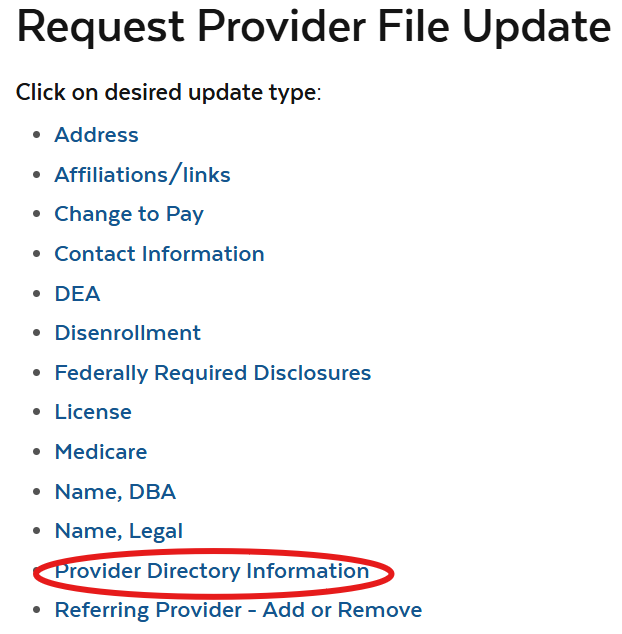 Request Provider File Update
Click on desired update type:
Address
Affiliations/links
Change to Pay
Contact Information
DEA
Disenrollment
Federally Required Disclosures
License
Medicare
Name, DBA
Name, Legal
Provider Directory Information
Referring Provider - Add or Remove